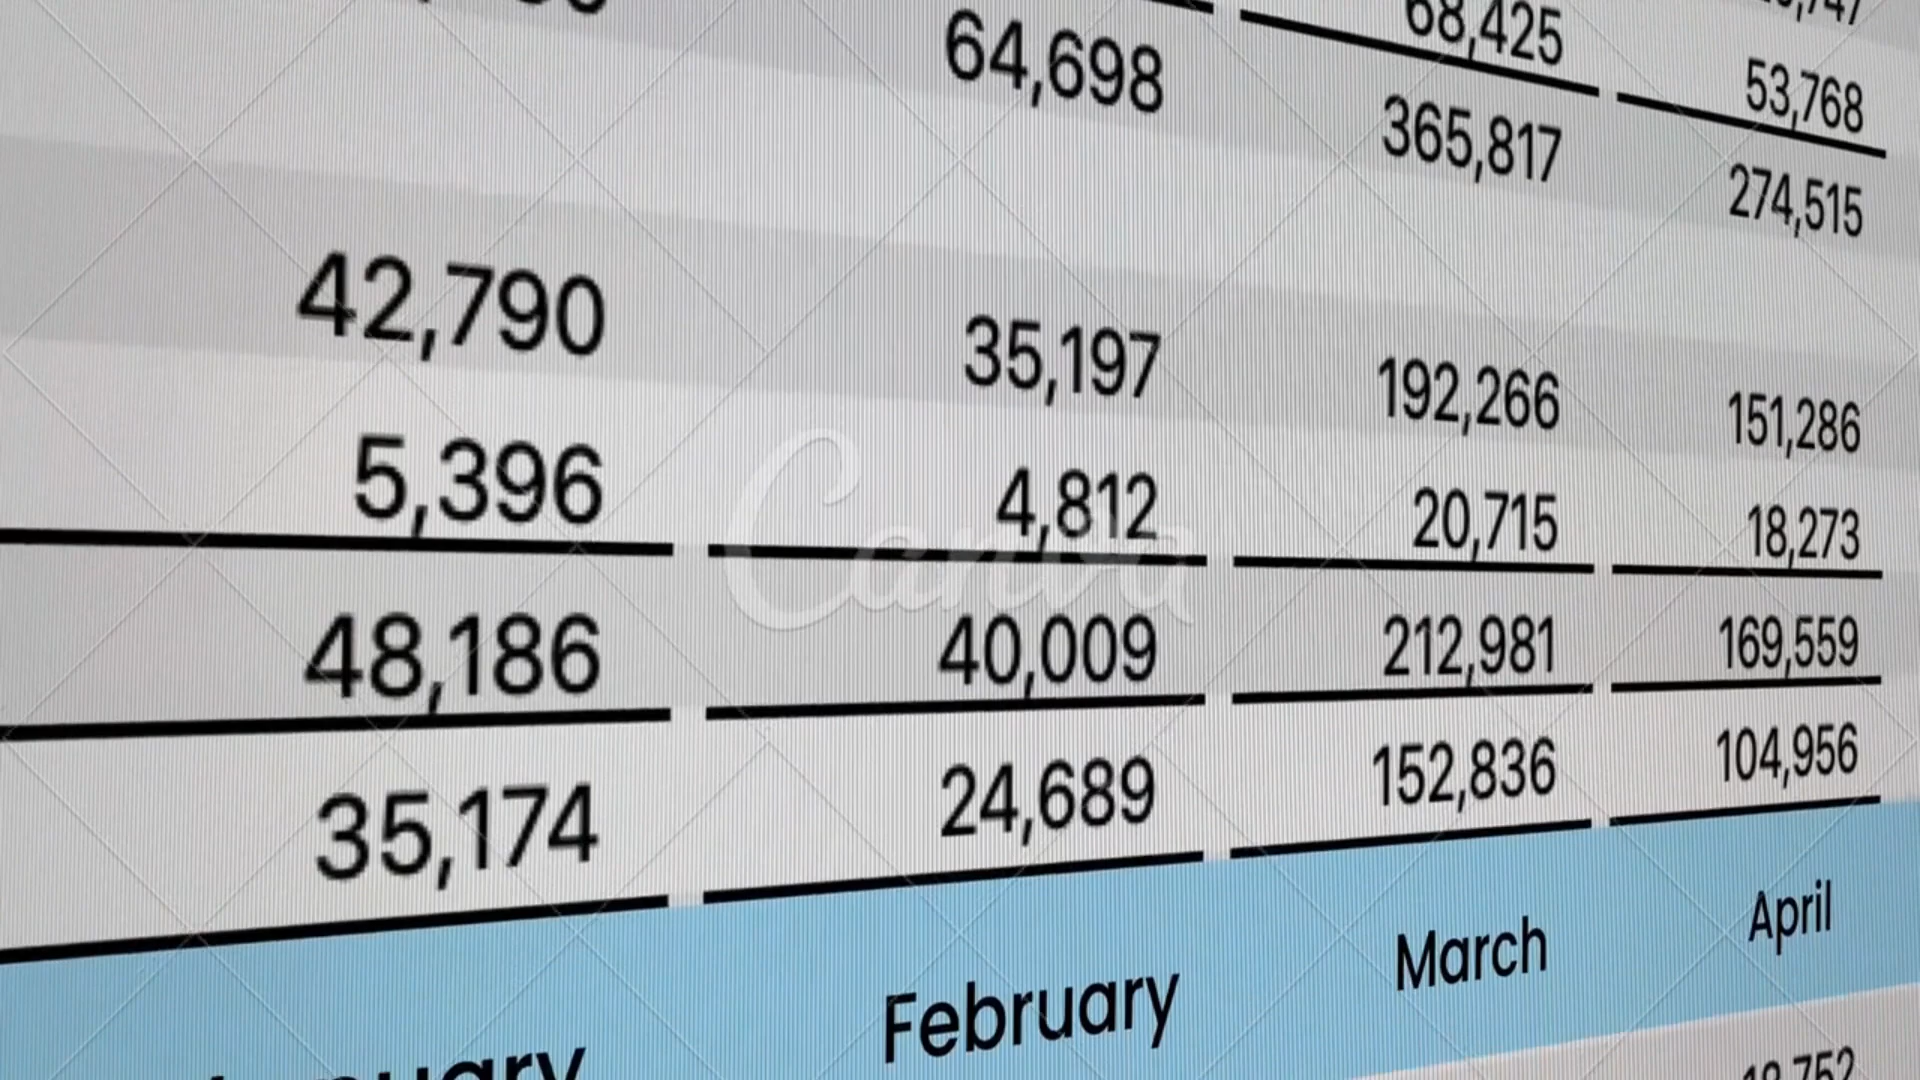 68,425
64,698 365,817 53,768
274,515
42,790 35,197 192,266 151,286
5,396 4,812 20,715 18,273
Canva
48,186 40,009 212,981 169,559
35,174 24,689 152,836 104,956
February March April